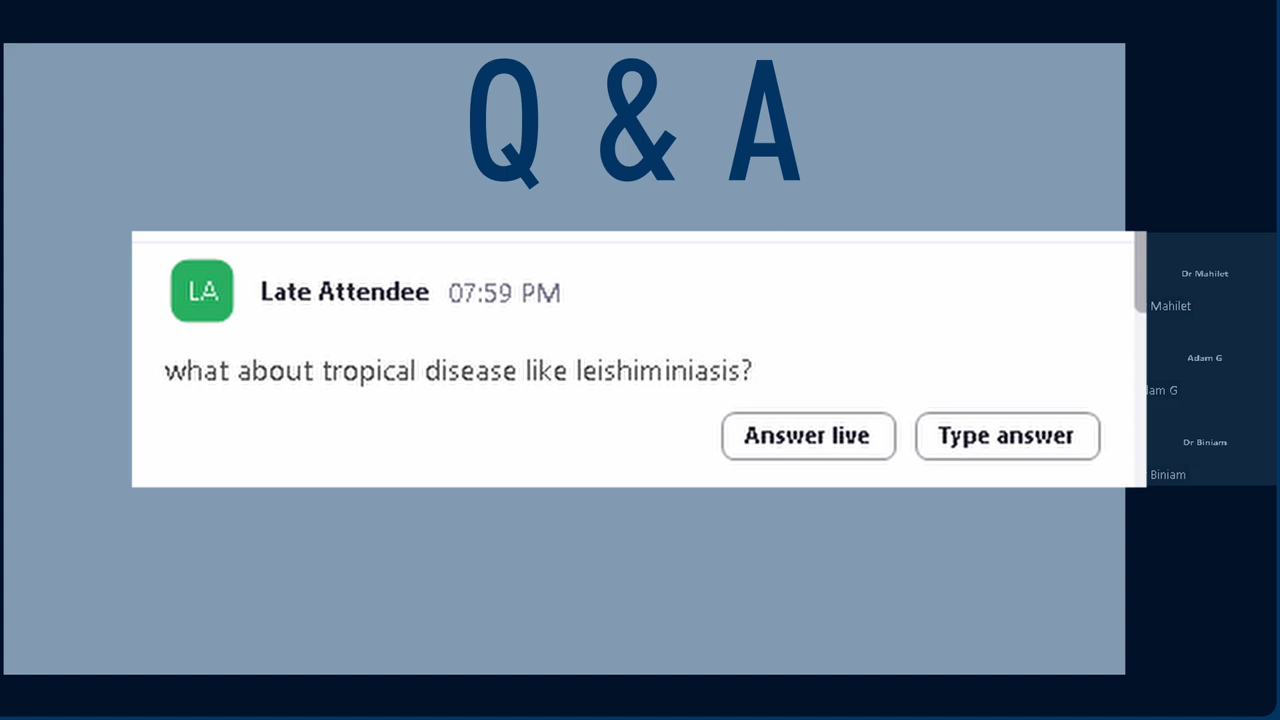 Q & A
LA
Late Attendee 07:59 PM
what about tropical disease like leishiminiasis?
Answer live
Type answer
Dr Mahilet
Mahilet
Adam G
am G
Dr Biniam
Biniam